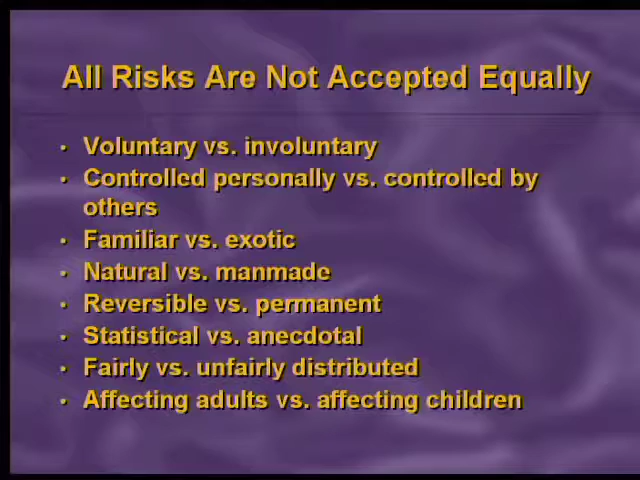 All Risks Are Not Accepted Equally
• Voluntary vs. involuntary
• Controlled personally vs. controlled by
others
• Familiar vs. exotic
• Natural vs. manmade
• Reversible vs. permanent
• Statistical vs. anecdotal
• Fairly vs. unfairly distributed
• Affecting adults vs. affecting children